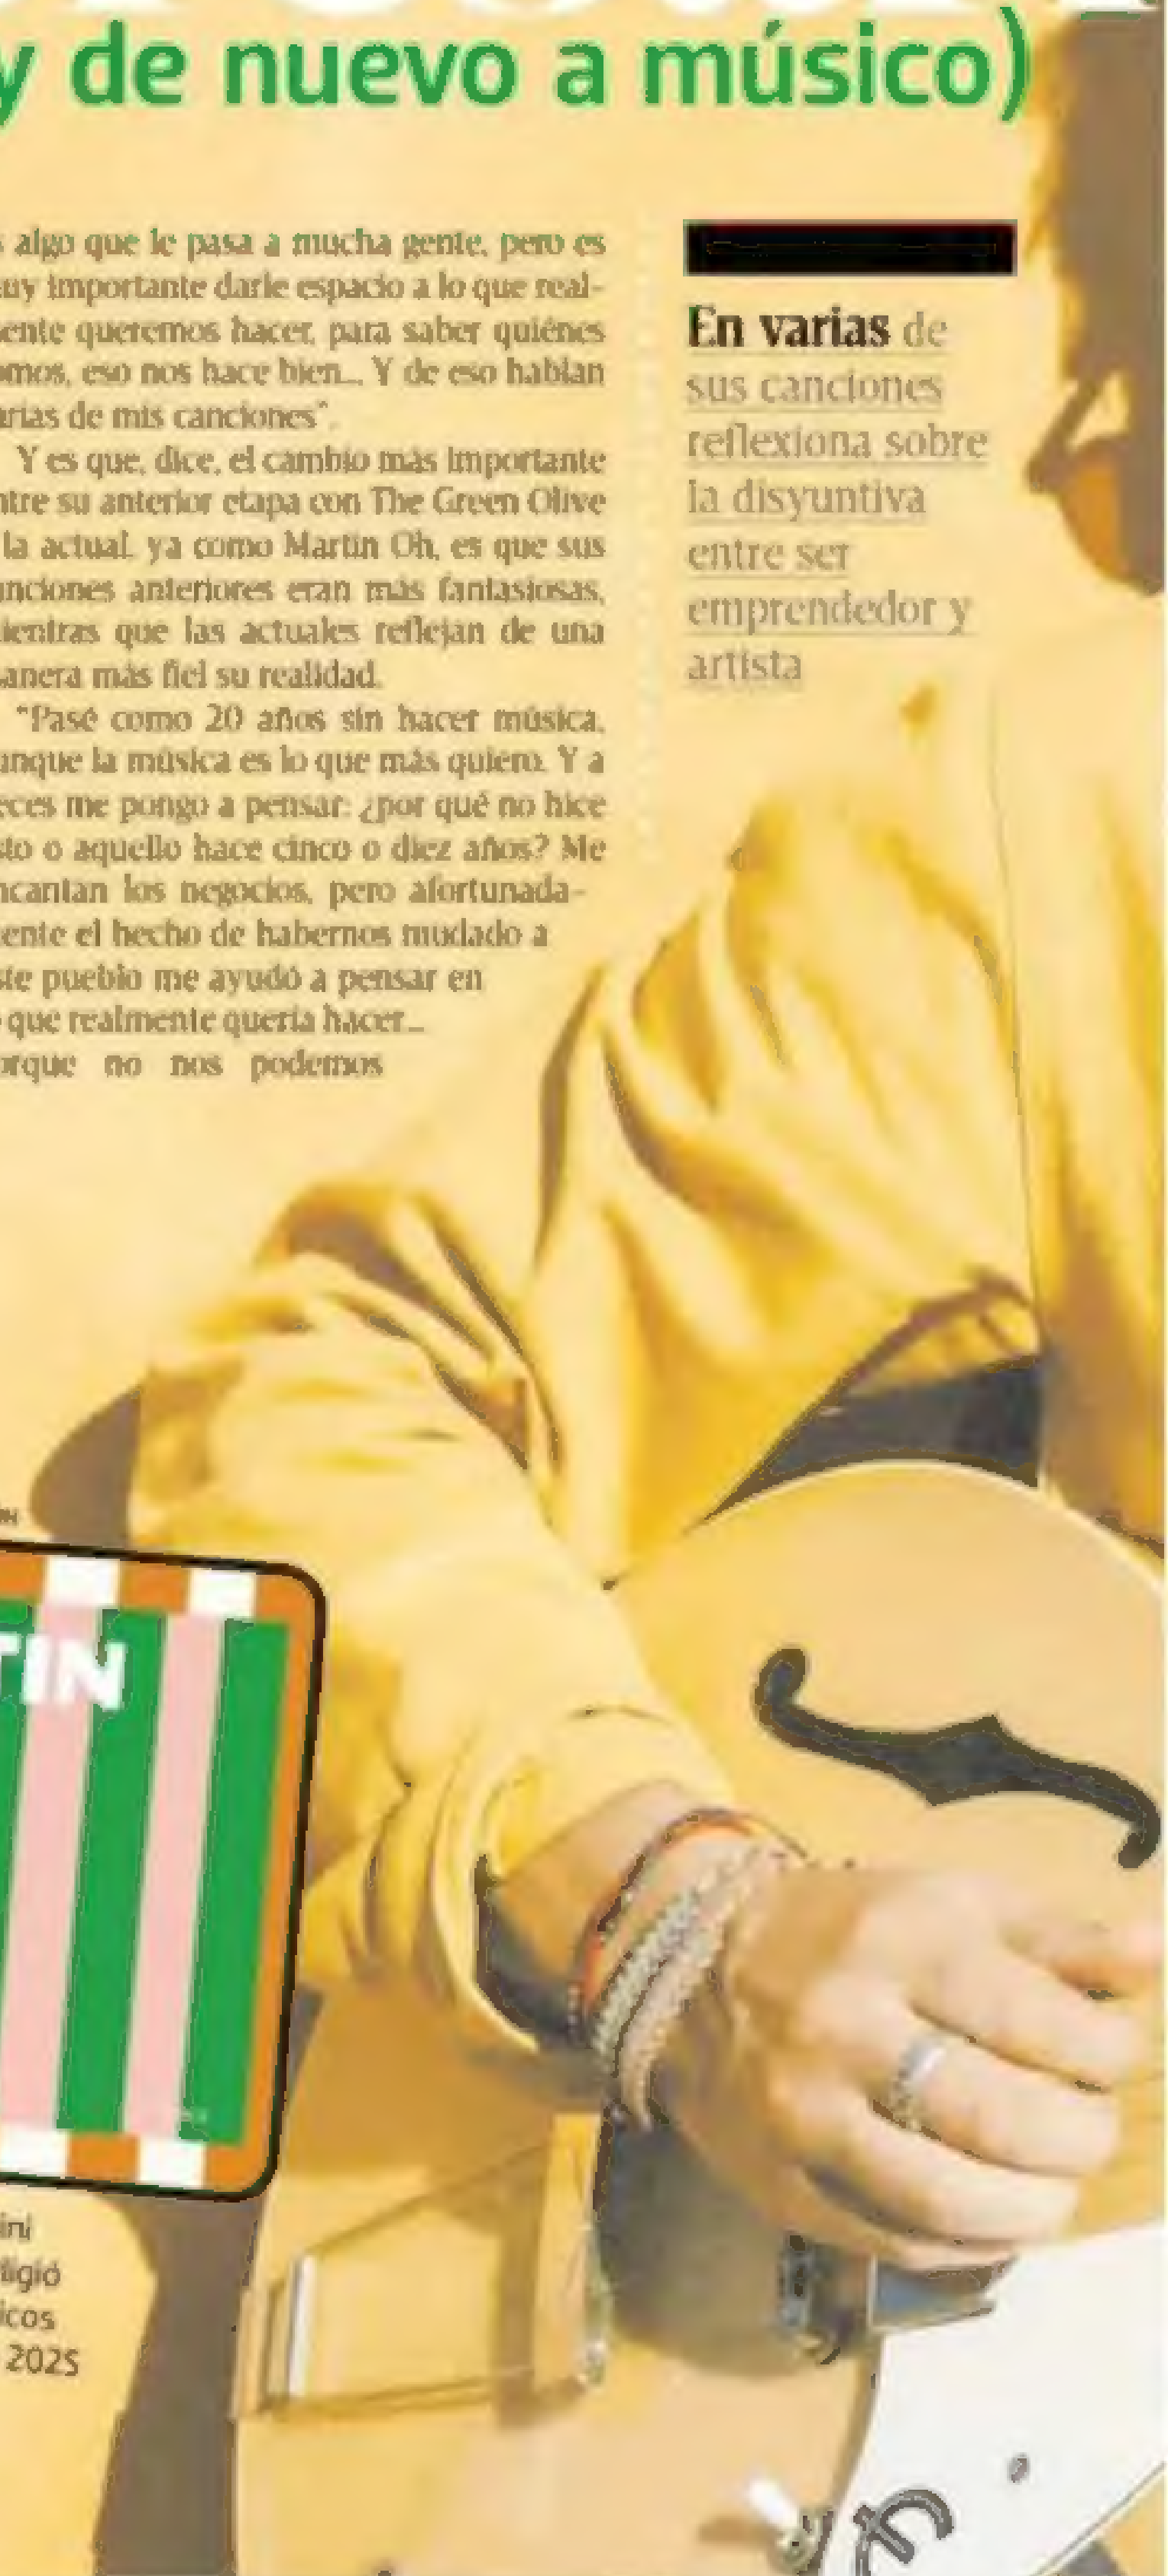 y de nuevo a músico)
s algo que le pasa a mucha gente, pero es
uy importante darle espacio a lo que real-
ente queremos hacer, para saber quiénes
omos, eso nos hace bien... Y de eso hablan
arias de mis canciones".
Y es que, dice, el cambio más importante
ntre su anterior etapa con The Green Olive
la actual, ya como Martin Oh, es que sus
anciones anteriores eran más fantasiosas,
ientras que las actuales reflejan de una
anera más fiel su realidad.
"Pasé como 20 años sin hacer música,
unque la música es lo que más quiero. Y a
eces me pongo a pensar: ¿por qué no hice
sto o aquello hace cinco o diez años? Me
ncantan los negocios, pero afortunada-
ente el hecho de habernos mudado a
ste pueblo me ayudó a pensar en
que realmente quería hacer...
orque no nos podemos
En varias de
sus canciones
reflexiona sobre
la disyuntiva
entre ser
emprendedor y
artista
TIN
ini
dligió
icos
2025